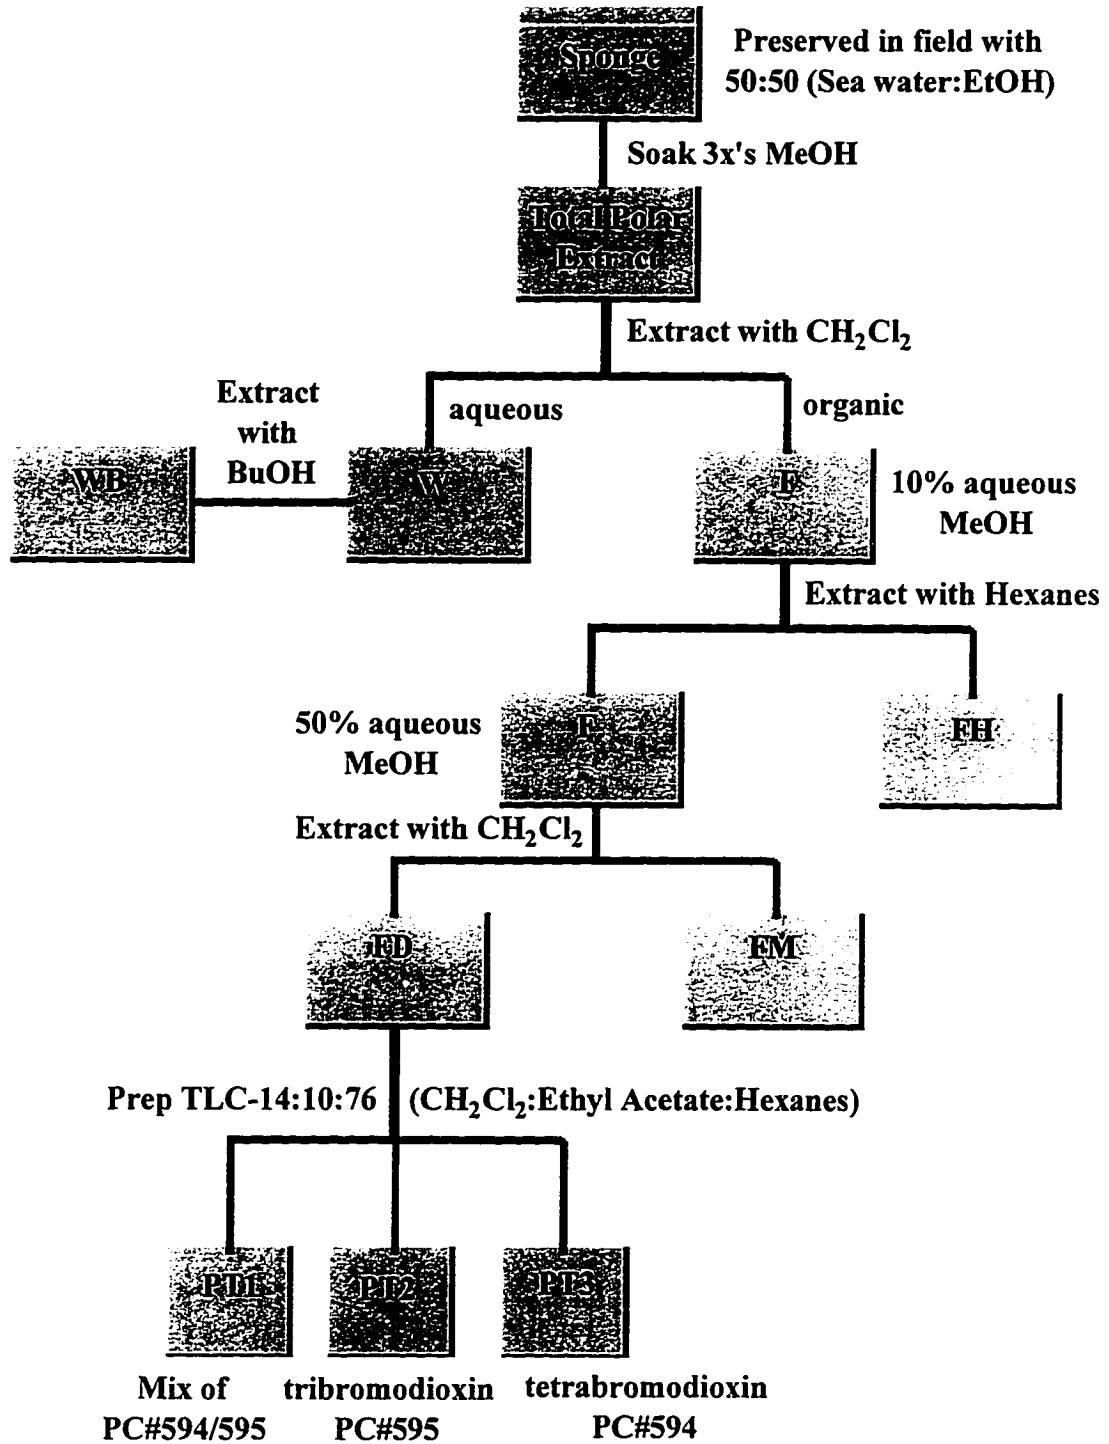 Sponge
Preserved in field with
50:50 (Sea water:EtOH)
Soak 3x's MeOH
Total Polar
Extract
Extract with CH₂Cl₂
Extract
with
BuOH
aqueous
organic
WB
W
F
10% aqueous
MeOH
Extract with Hexanes
50% aqueous
MeOH
F
FH
Extract with CH₂Cl₂
FD
FM
Prep TLC-14:10:76
(CH₂Cl₂:Ethyl Acetate:Hexanes)
PT1
PT2
PT3
Mix of
PC#594/595
tribromodioxin
PC#595
tetrabromodioxin
PC#594